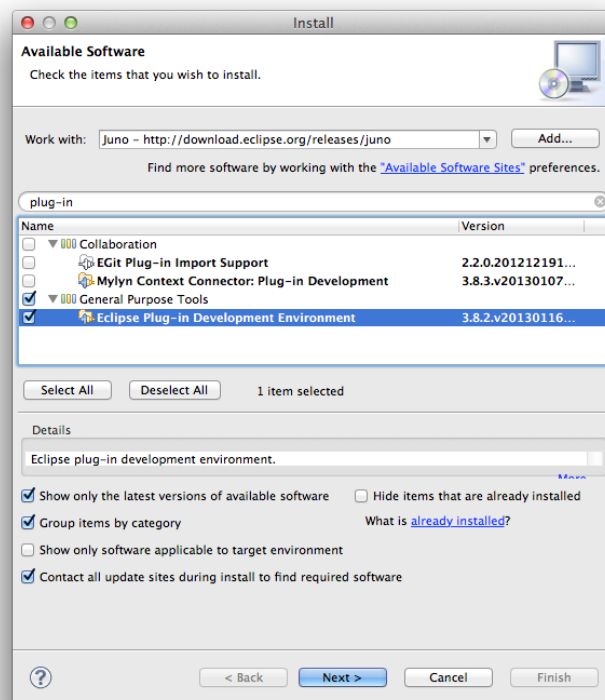 Install
Available Software
Check the items that you wish to install.
Work with: Juno - http://download.eclipse.org/releases/juno Add...
Find more software by working with the "Available Software Sites" preferences.
plug-in
Name Version
Collaboration
EGit Plug-in Import Support 2.2.0.201212191...
Mylyn Context Connector: Plug-in Development 3.8.3.v20130107...
General Purpose Tools
Eclipse Plug-in Development Environment 3.8.2.v20130116...
Select All Deselect All 1 item selected
Details
Eclipse plug-in development environment.
More
Show only the latest versions of available software Hide items that are already installed
Group items by category What is already installed?
Show only software applicable to target environment
Contact all update sites during install to find required software
? < Back Next > Cancel Finish